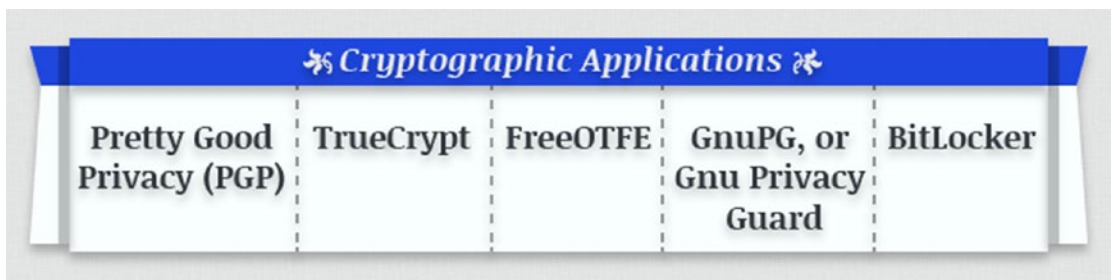 Cryptographic Applications
Pretty Good
Privacy (PGP)
TrueCrypt
FreeOTFE
GnuPG, or
Gnu Privacy
Guard
BitLocker